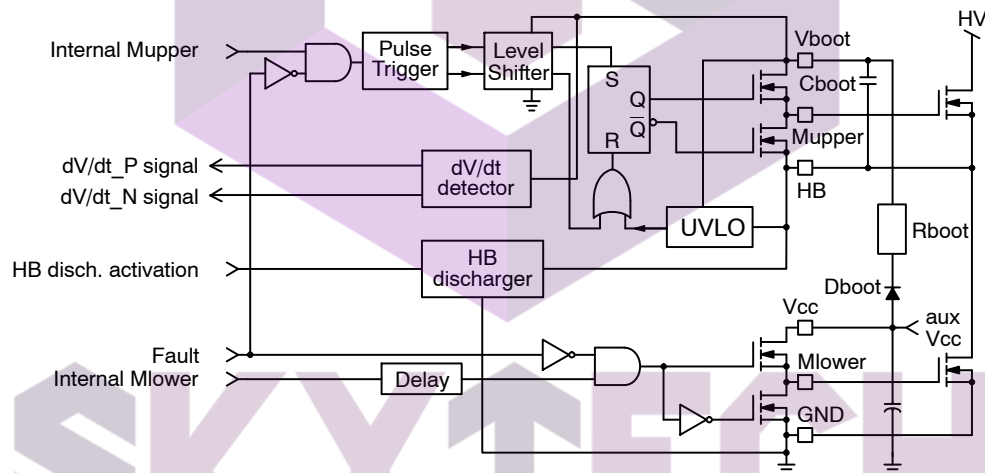 HV
Internal Mupper
Pulse
Trigger
Level
Shifter
Vboot
Cboot
S
Q
Q
R
Mupper
dV/dt_P signal
dV/dt_N signal
dV/dt
detector
HB
UVLO
Rboot
HB disch. activation
HB
discharger
Dboot
Vcc
aux
Vcc
Fault
Internal Mlower
Delay
Mlower
GND
SKYTECH